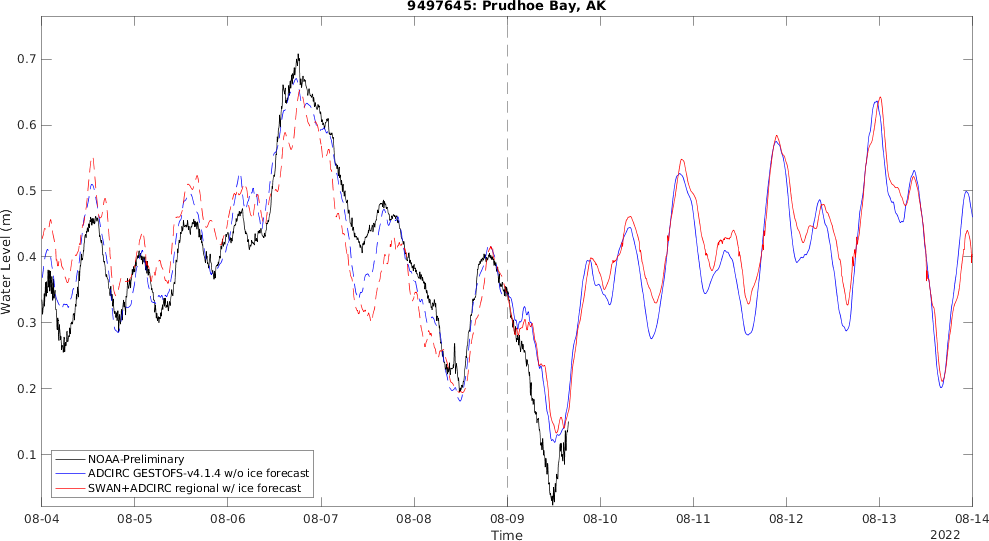 9497645: Prudhoe Bay, AK
Water Level (m)
0.7
0.6
0.5
0.4
0.3
0.2
0.1
NOAA-Preliminary
ADCIRC GESTOFS-v4.1.4 w/o ice forecast
SWAN+ADCIRC regional w/ ice forecast
08-04 08-05 08-06 08-07 08-08 08-09 08-10 08-11 08-12 08-13 08-14
Time
2022